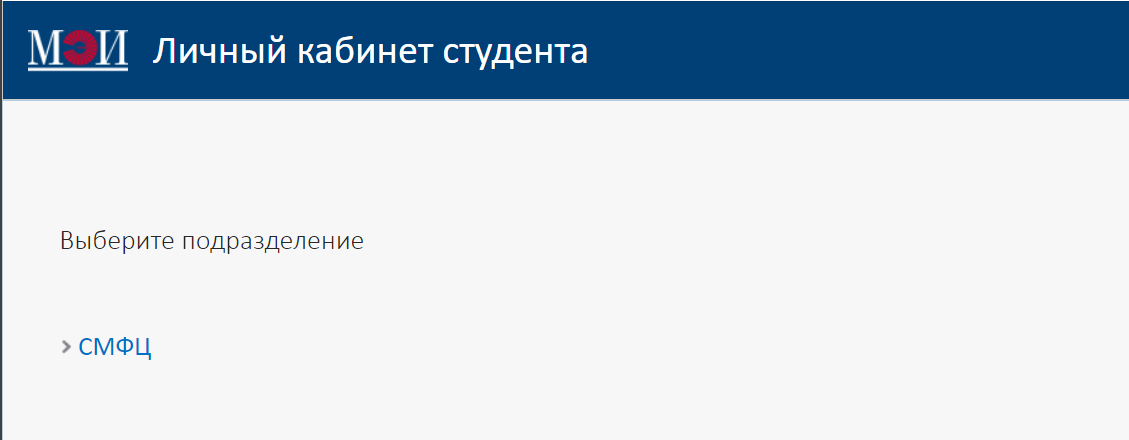 МЭИ Личный кабинет студента
Выберите подразделение
СМФЦ